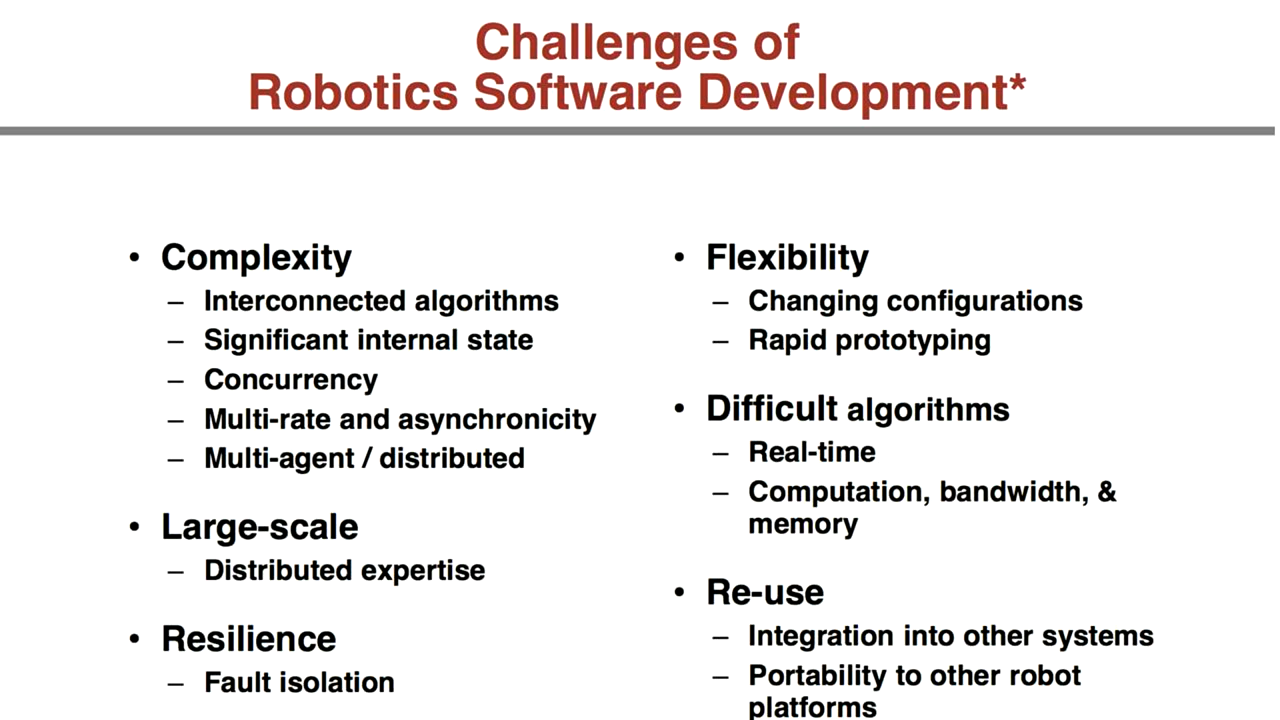 Challenges of
Robotics Software Development*
• Complexity
– Interconnected algorithms
– Significant internal state
– Concurrency
– Multi-rate and asynchronicity
– Multi-agent / distributed
• Large-scale
– Distributed expertise
• Resilience
– Fault isolation
• Flexibility
– Changing configurations
– Rapid prototyping
• Difficult algorithms
– Real-time
– Computation, bandwidth, &
memory
• Re-use
– Integration into other systems
– Portability to other robot
platforms